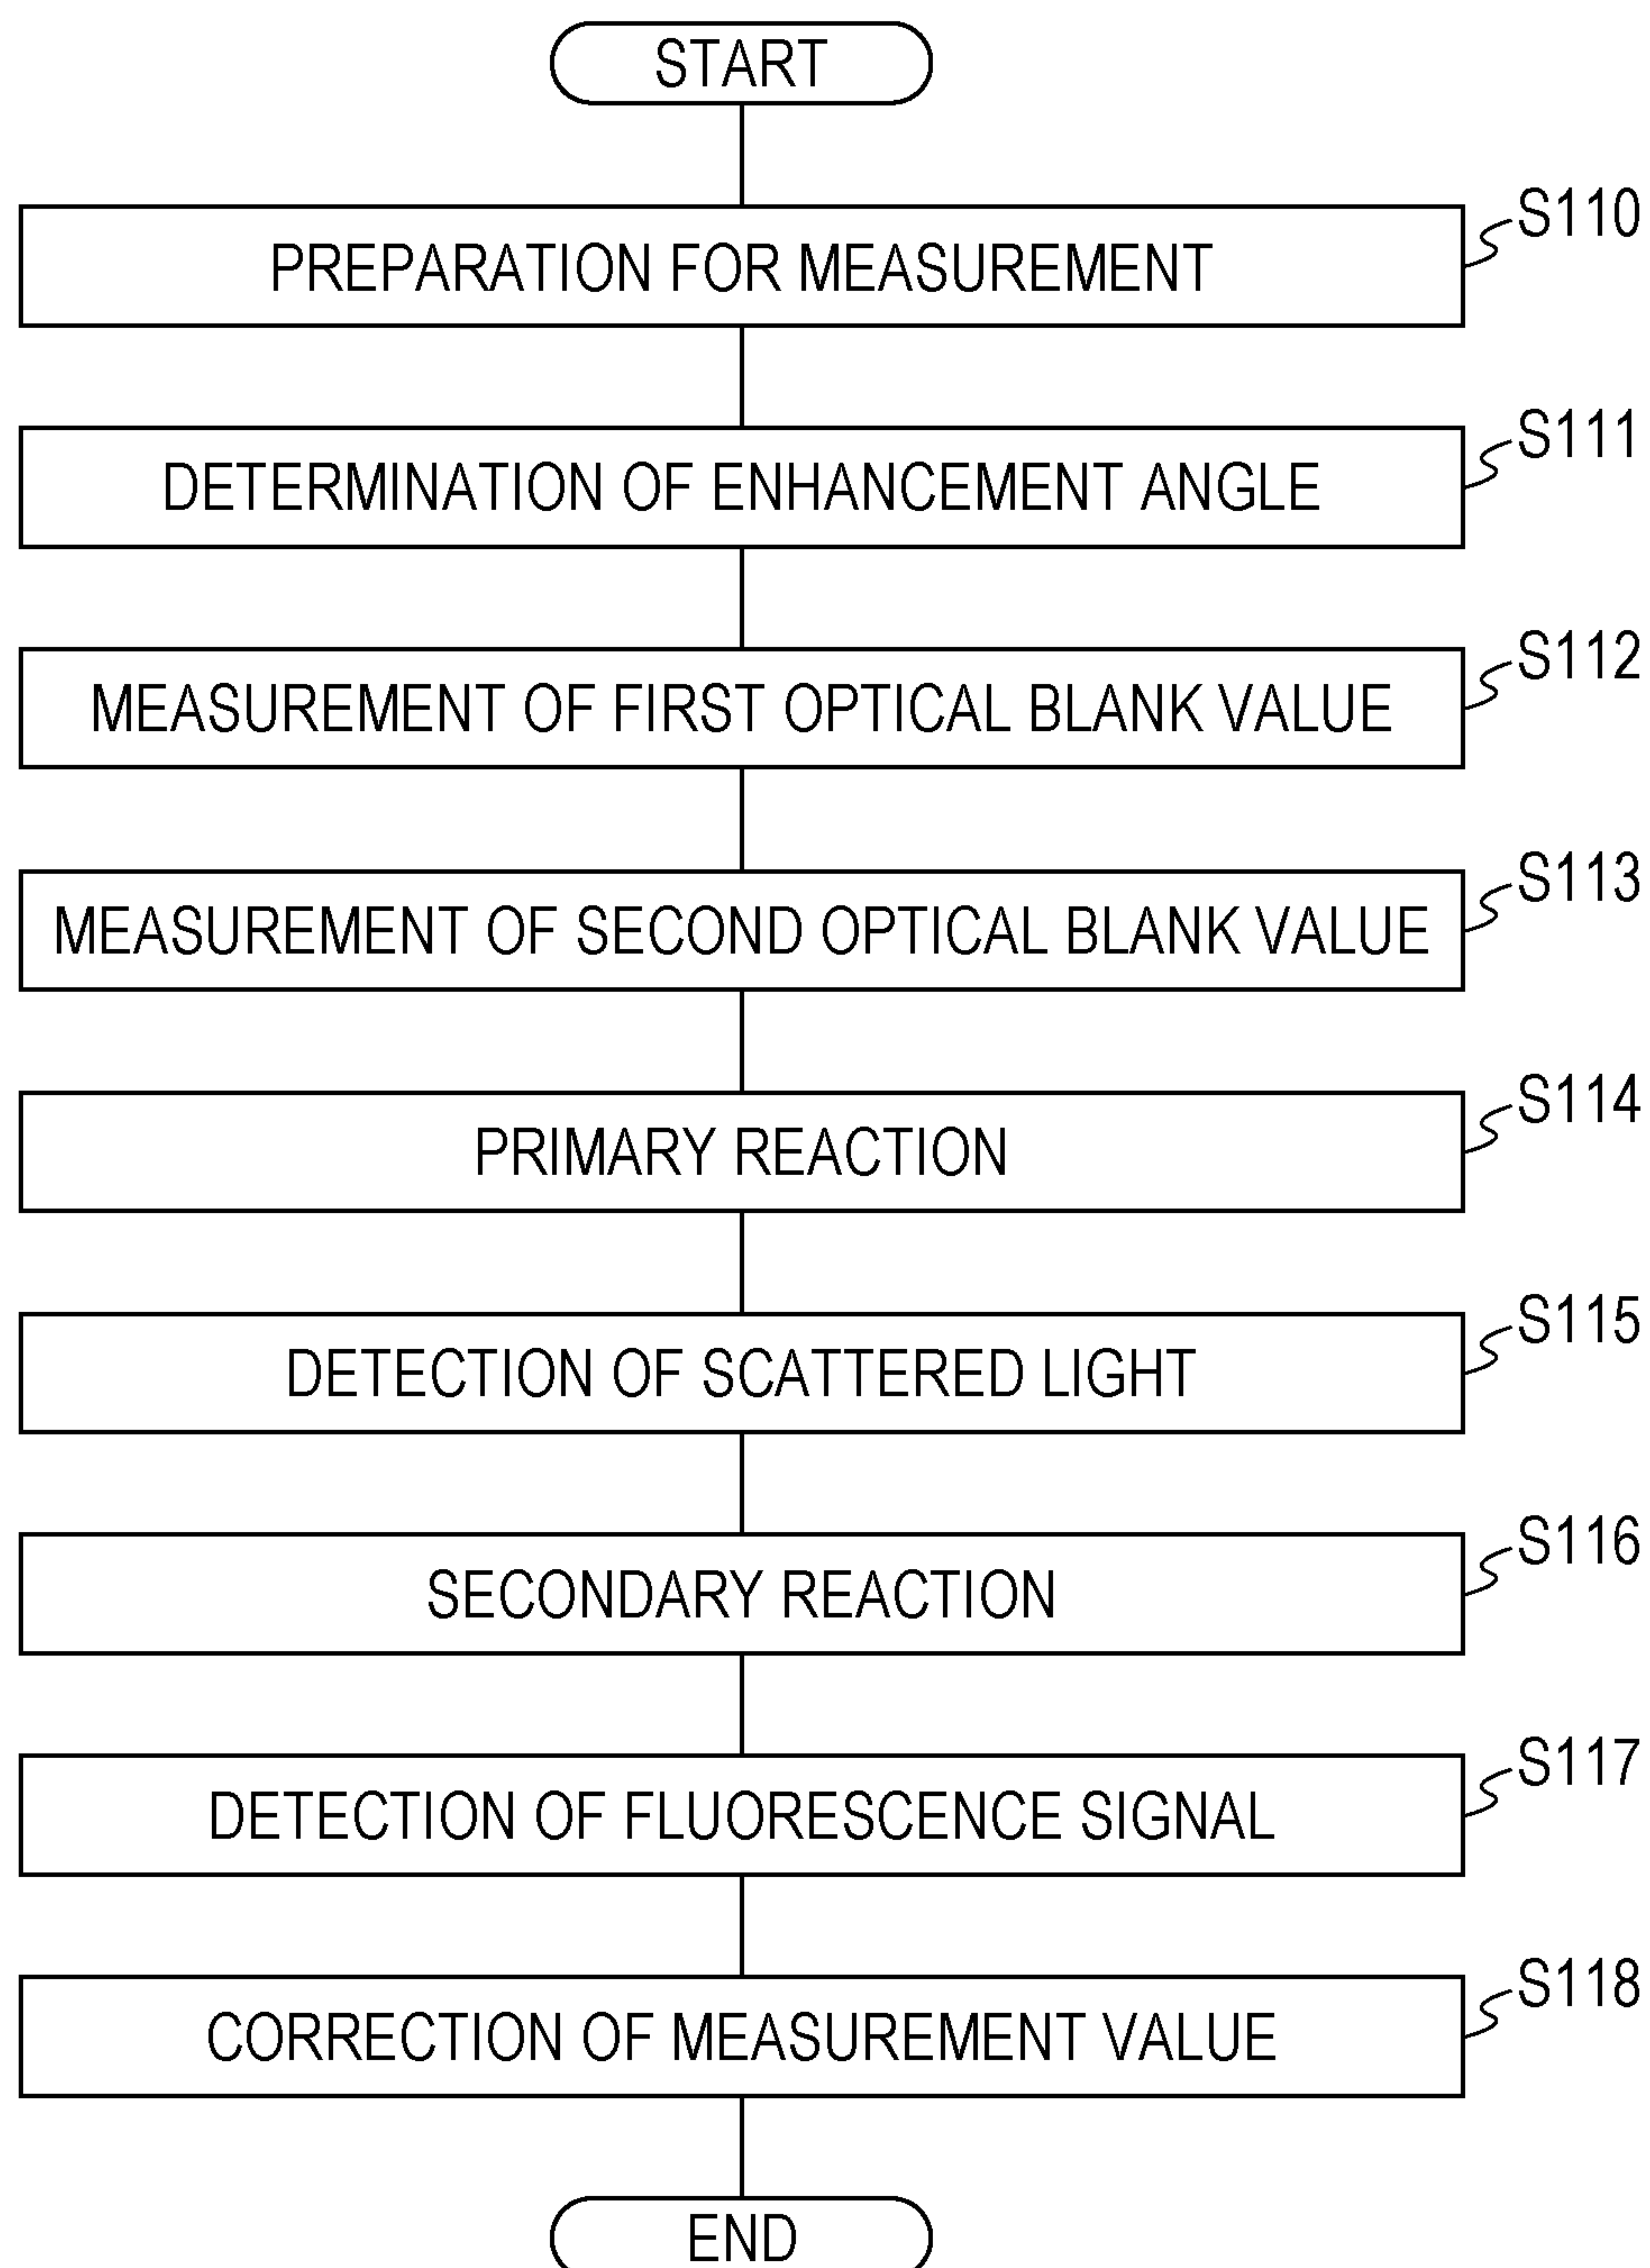 START
S110
PREPARATION FOR MEASUREMENT
S111
DETERMINATION OF ENHANCEMENT ANGLE
S112
MEASUREMENT OF FIRST OPTICAL BLANK VALUE
S113
MEASUREMENT OF SECOND OPTICAL BLANK VALUE
S114
PRIMARY REACTION
S115
DETECTION OF SCATTERED LIGHT
S116
SECONDARY REACTION
S117
DETECTION OF FLUORESCENCE SIGNAL
S118
CORRECTION OF MEASUREMENT VALUE
END